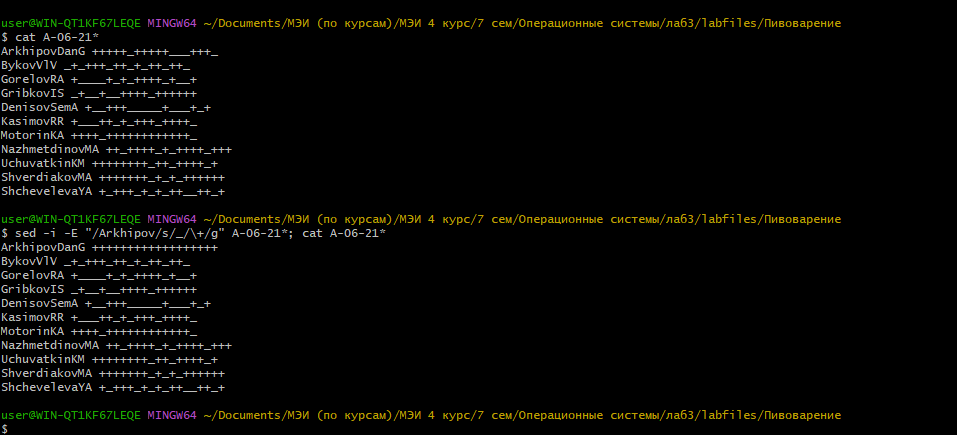 user@WIN-QT1KF67LEQE MINGW64 ~/Documents/МЭИ (по курсам)/МЭИ 4 курс/7 сем/Операционные системы/лаб3/labfiles/Пивоварение
$ cat A-06-21*
ArkhipovDanG +++++_+++++___+++_
BykovVlV _+_+++_++_+_++_++_
GorelovRA +____+_+_++++_+__+
GribkovIS _+__+__++++_++++++
DenisovSemA +__+++_____+___+_+
KasimovRR +___++_+_+++_++++_
MotorinKA ++++_++++++++++++_
NazhmetdinovMA ++_++++_+_++++_+++
UchuvatkinKM ++++++++_++_++++_+
ShverdiakovMA +++++++_+_+_++++++
ShchevelevaYA +_+++_+_+_++__++_+

user@WIN-QT1KF67LEQE MINGW64 ~/Documents/МЭИ (по курсам)/МЭИ 4 курс/7 сем/Операционные системы/лаб3/labfiles/Пивоварение
$ sed -i -E "/Arkhipov/s/_/\+/g" A-06-21*; cat A-06-21*
ArkhipovDanG ++++++++++++++++++
BykovVlV _+_+++_++_+_++_++_
GorelovRA +____+_+_++++_+__+
GribkovIS _+__+__++++_++++++
DenisovSemA +__+++_____+___+_+
KasimovRR +___++_+_+++_++++_
MotorinKA ++++_++++++++++++_
NazhmetdinovMA ++_++++_+_++++_+++
UchuvatkinKM ++++++++_++_++++_+
ShverdiakovMA +++++++_+_+_++++++
ShchevelevaYA +_+++_+_+_++__++_+

user@WIN-QT1KF67LEQE MINGW64 ~/Documents/МЭИ (по курсам)/МЭИ 4 курс/7 сем/Операционные системы/лаб3/labfiles/Пивоварение
$